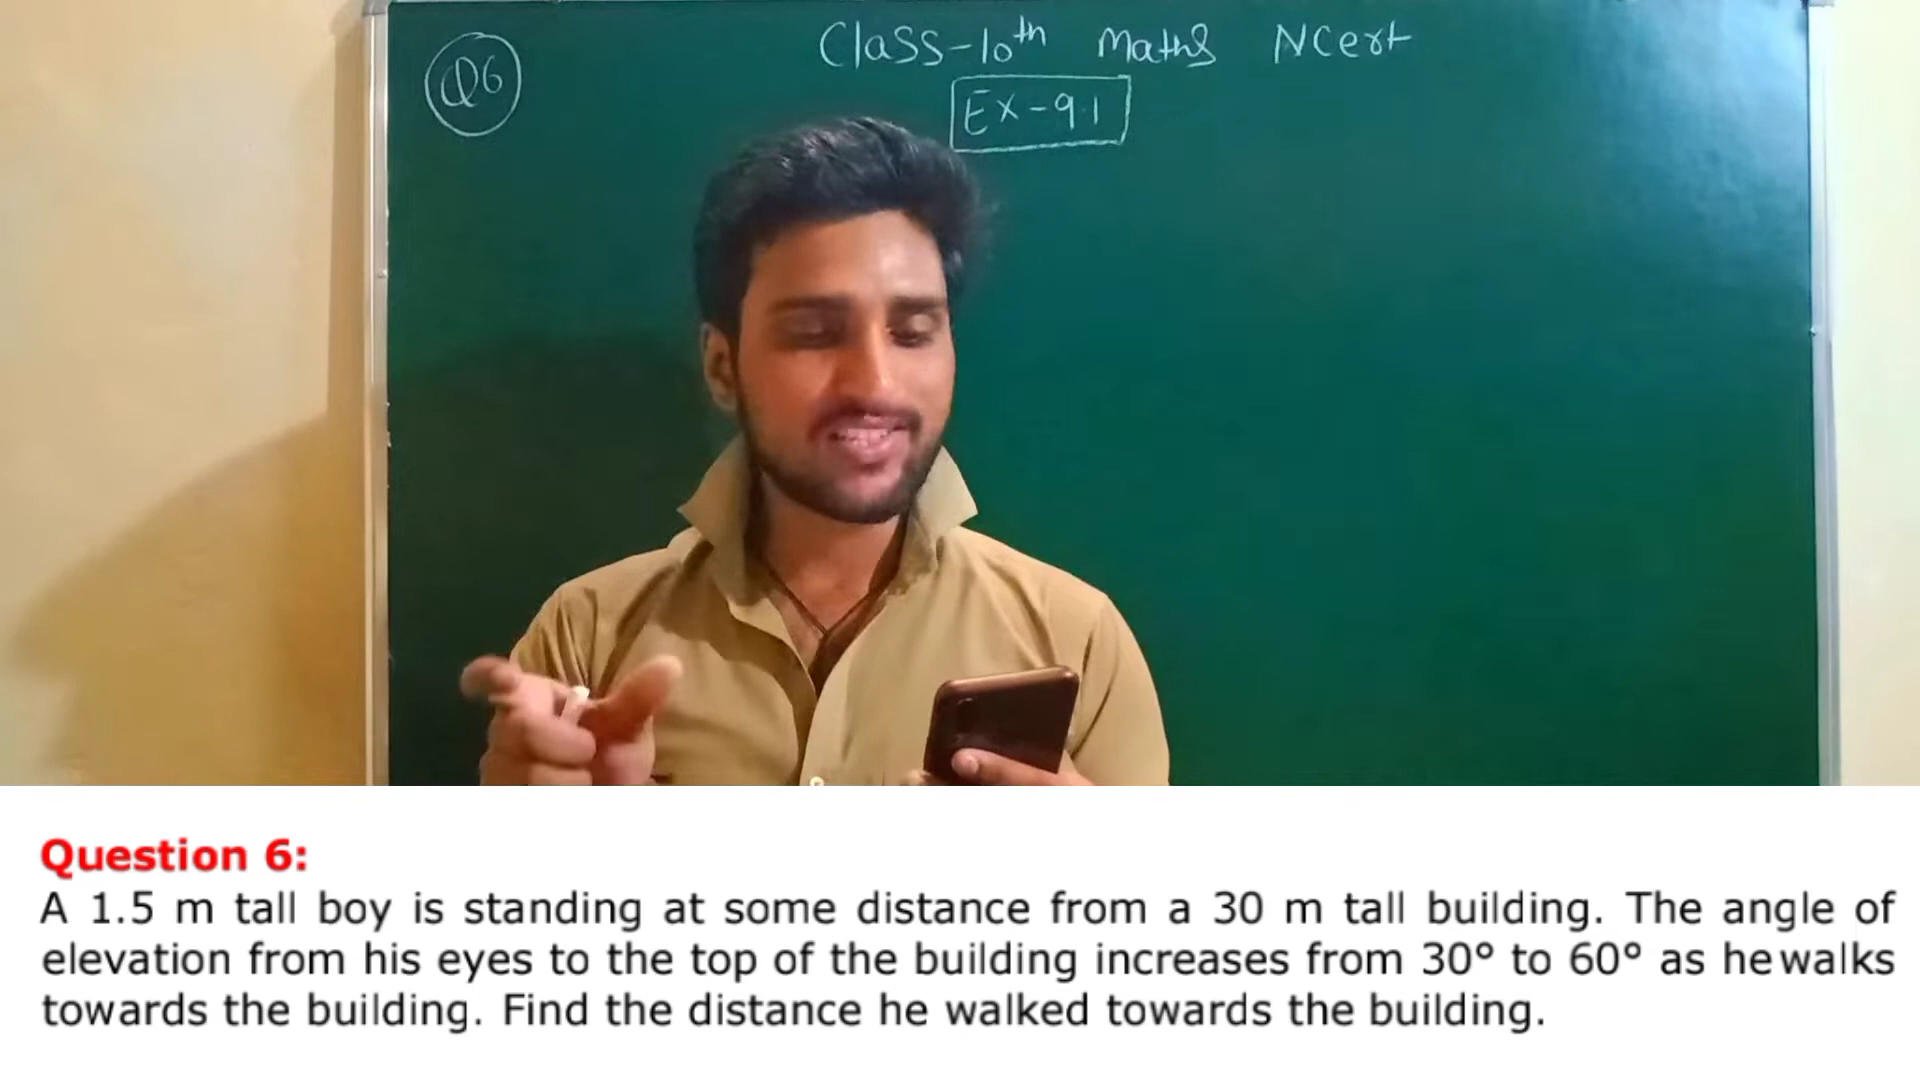 Q6
Class-10th Maths NCert
Ex-9.1
Question 6:
A 1.5 m tall boy is standing at some distance from a 30 m tall building. The angle of
elevation from his eyes to the top of the building increases from 30° to 60° as he walks
towards the building. Find the distance he walked towards the building.